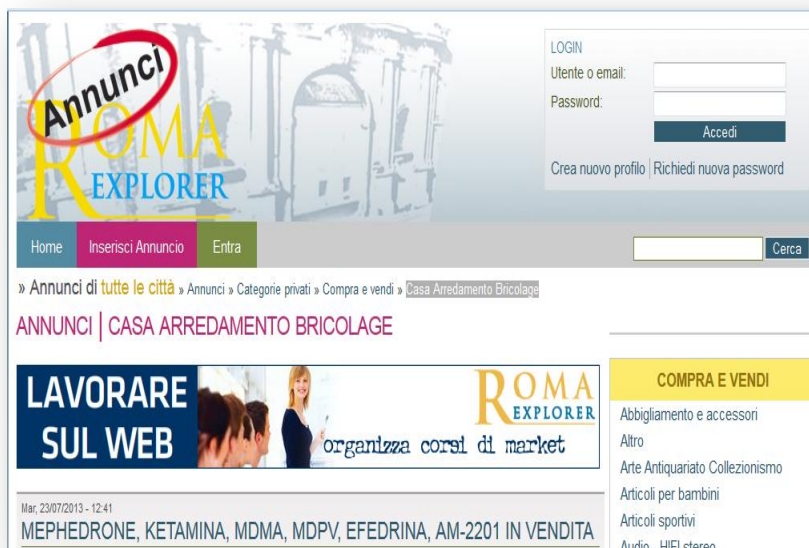 Annunci
ROMA
EXPLORER
LOGIN
Utente o email:
Password:
Accedi
Crea nuovo profilo | Richiedi nuova password
Home Inserisci Annuncio Entra
Cerca
» Annunci di tutte le città » Annunci » Categorie privati » Compra e vendi » Casa Arredamento Bricolage
ANNUNCI | CASA ARREDAMENTO BRICOLAGE
LAVORARE
SUL WEB
ROMA
EXPLORER
organizza corsi di market
COMPRA E VENDI
Abbigliamento e accessori
Altro
Arte Antiquariato Collezionismo
Articoli per bambini
Articoli sportivi
Audio - HIFI stereo
Mar, 23/07/2013 - 12:41
MEPHEDRONE, KETAMINA, MDMA, MDPV, EFEDRINA, AM-2201 IN VENDITA